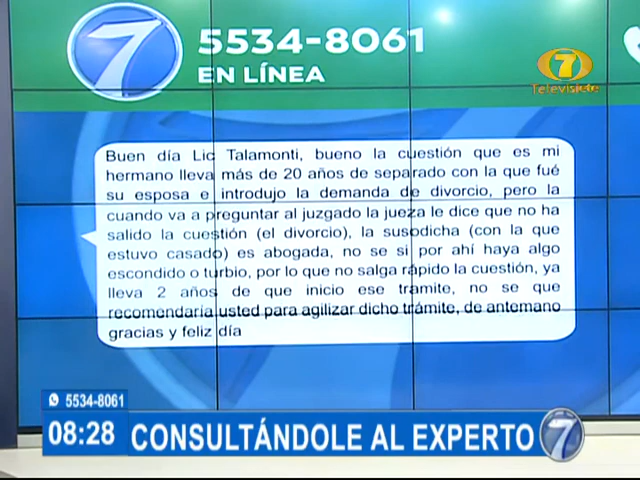 7
5534-8061
EN LÍNEA
7
Televisiete
Buen día Lic Talamonti, bueno la cuestión que es mi
hermano lleva más de 20 años de separado con la que fué
su esposa e introdujo la demanda de divorcio, pero la
cuando va a preguntar al juzgado la jueza le dice que no ha
salido la cuestión (el divorcio), la susodicha (con la que
estuvo casado) es abogada, no se si por ahí haya algo
escondido o turbio, por lo que no salga rápido la cuestión, ya
lleva 2 años de que inicio ese tramite, no se que
recomendaría usted para agilizar dicho trámite, de antemano
gracias y feliz día
5534-8061
08:28 CONSULTÁNDOLE AL EXPERTO 7